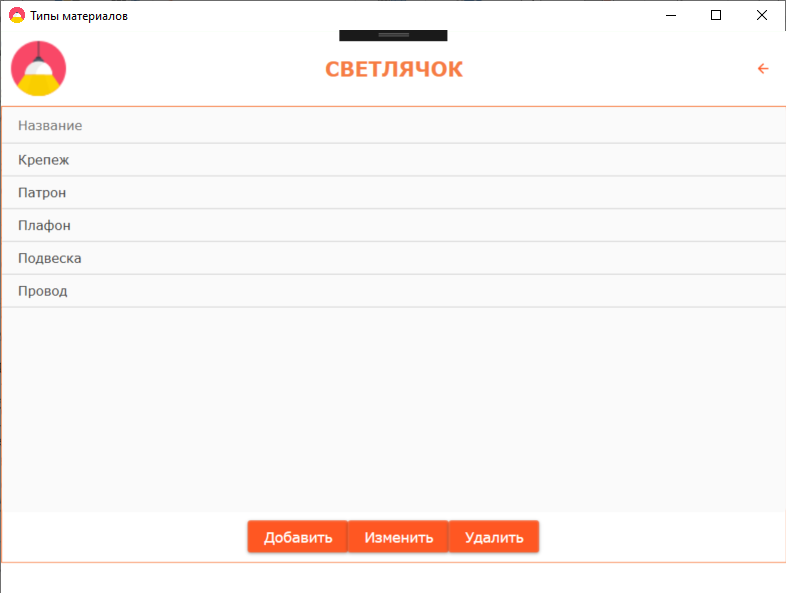 Типы материалов
СВЕТЛЯЧОК
Название
Крепеж
Патрон
Плафон
Подвеска
Провод
Добавить Изменить Удалить